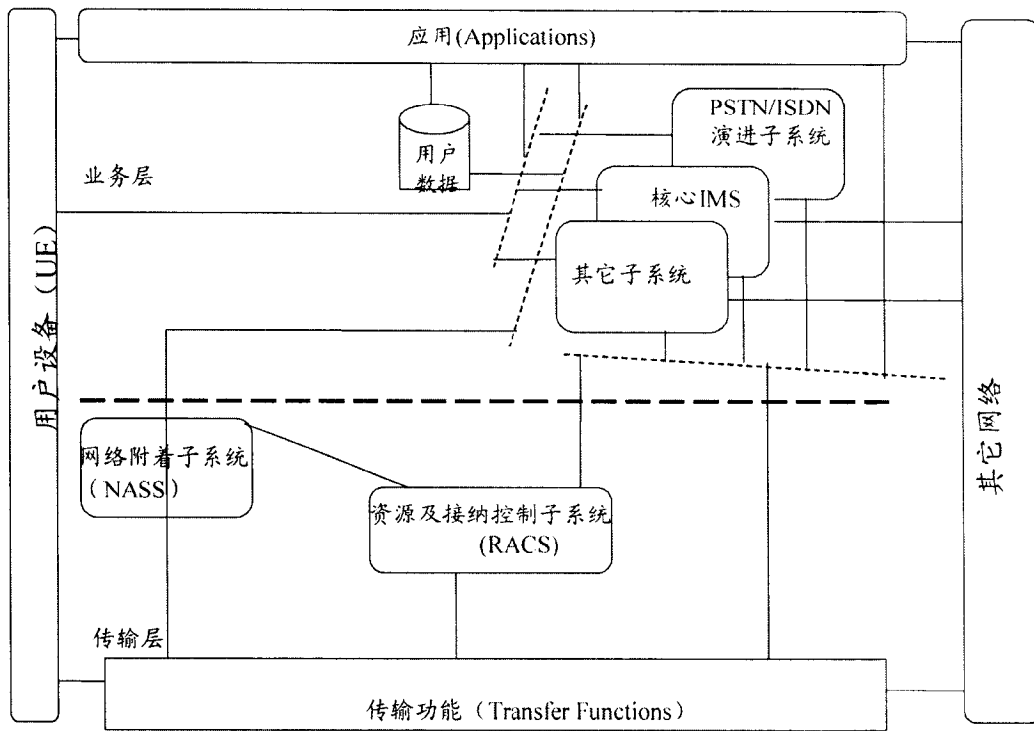 应用(Applications)
PSTN/ISDN
演进子系统
用户
数据
业务层
核心IMS
其它子系统
用户设备（UE）
其它网络
网络附着子系统
（NASS）
资源及接纳控制子系统
(RACS)
传输层
传输功能（Transfer Functions）